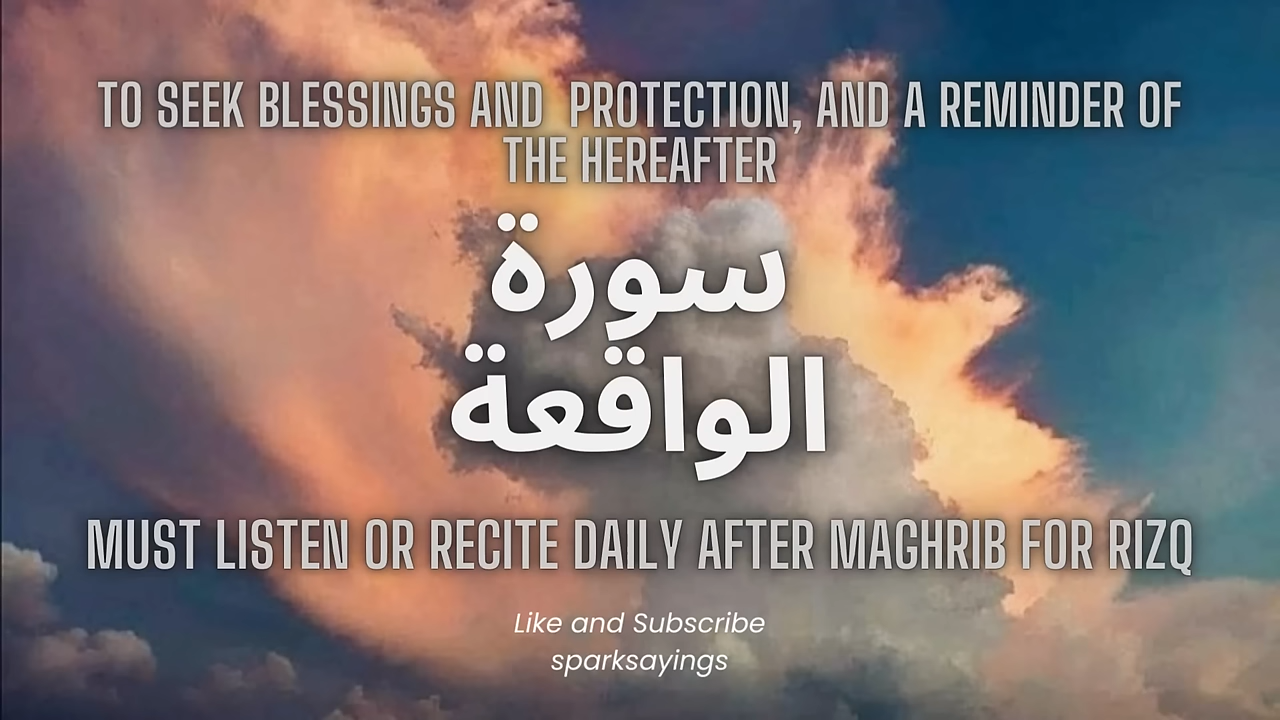 TO SEEK BLESSINGS AND PROTECTION, AND A REMINDER OF
THE HEREAFTER
سورة
الواقعة
MUST LISTEN OR RECITE DAILY AFTER MAGHRIB FOR RIZQ
Like and Subscribe
sparksayings